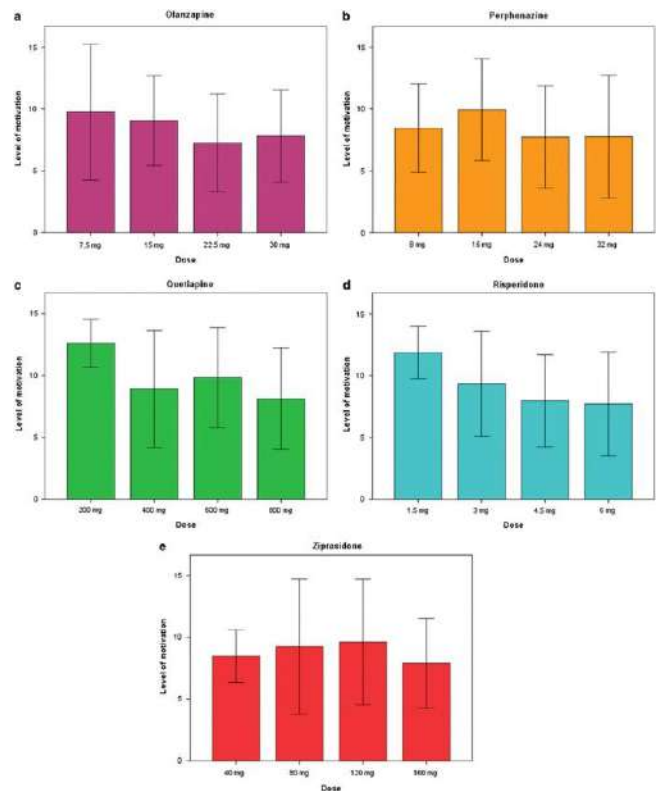 a
Olanzapine
15
10
5
0
Level of motivation
7.5 mg
15 mg
22.5 mg
30 mg
Dose
b
Perphenazine
15
10
5
0
Level of motivation
8 mg
16 mg
24 mg
32 mg
Dose
c
Quetiapine
15
10
5
0
Level of motivation
200 mg
400 mg
600 mg
800 mg
Dose
d
Risperidone
15
10
5
0
Level of motivation
1.5 mg
3 mg
4.5 mg
6 mg
Dose
e
Ziprasidone
15
10
5
0
Level of motivation
40 mg
80 mg
120 mg
160 mg
Dose